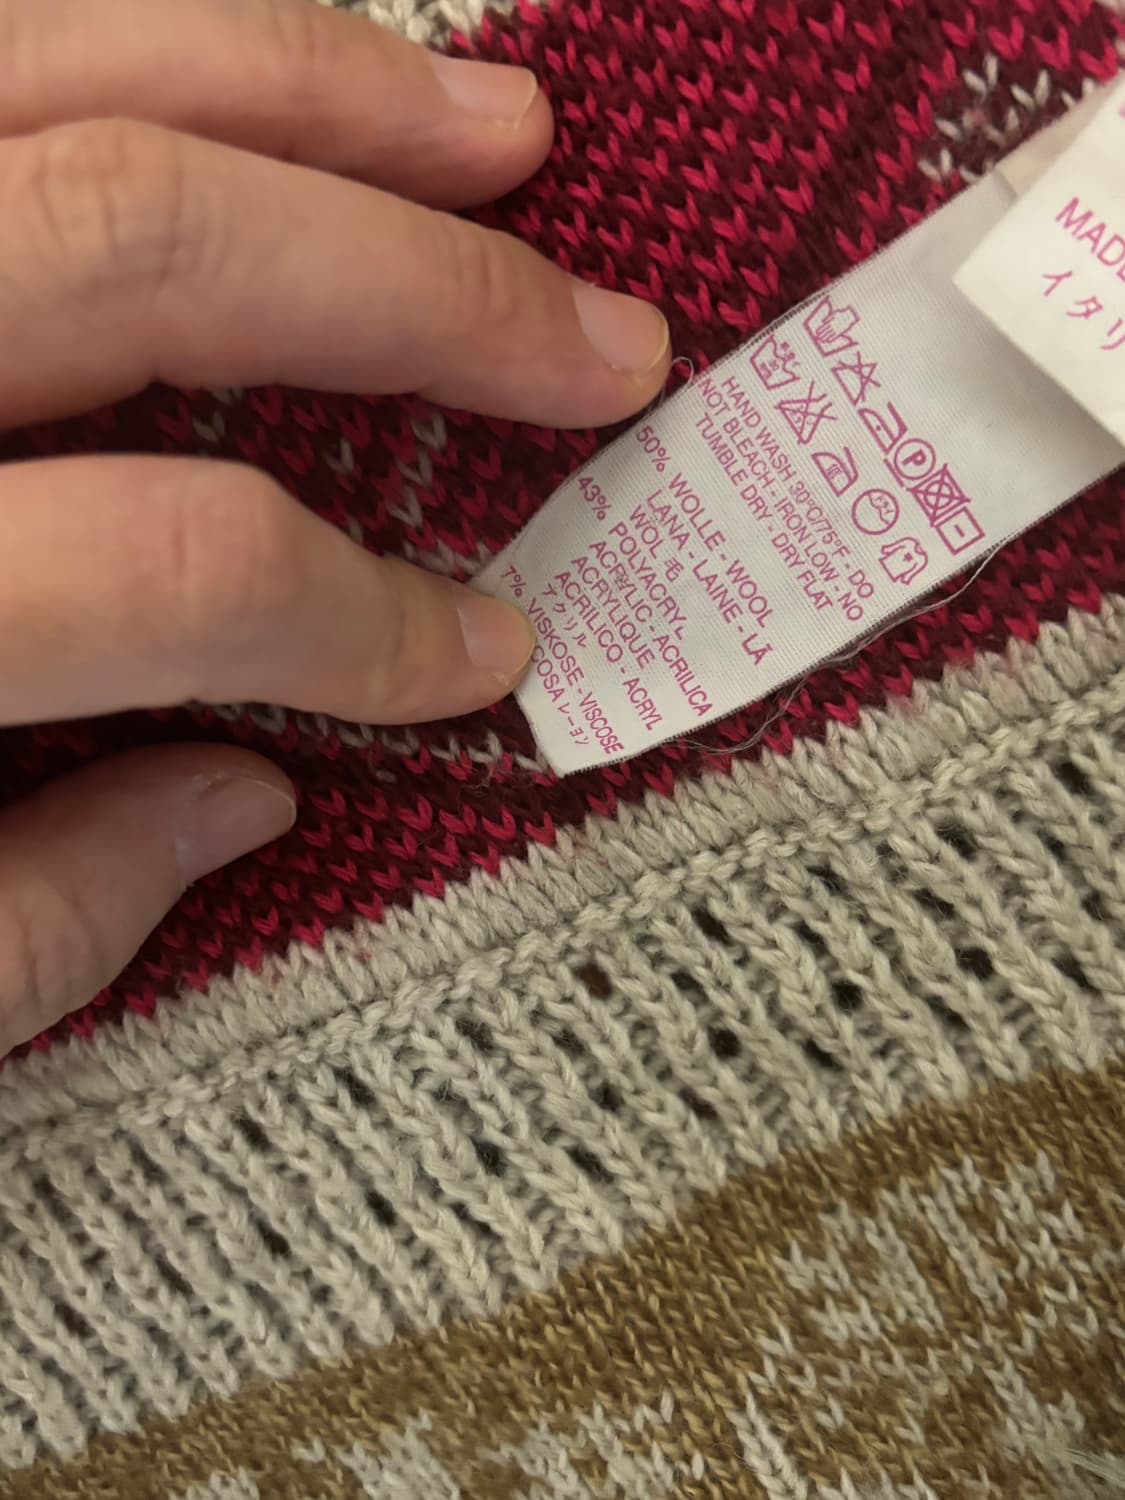 MADE
イタリ
P
30
HAND WASH 30°C/75°F - DO
NOT BLEACH - IRON LOW - NO
TUMBLE DRY - DRY FLAT
50% WOLLE - WOOL
LANA - LAINE - LÃ
WOL 毛
43% POLYACRYL
ACRYLIC - ACRILICA
ACRYLIQUE
ACRILICO - ACRYL
アクリル
7% VISKOSE - VISCOSE
COSA レーヨン